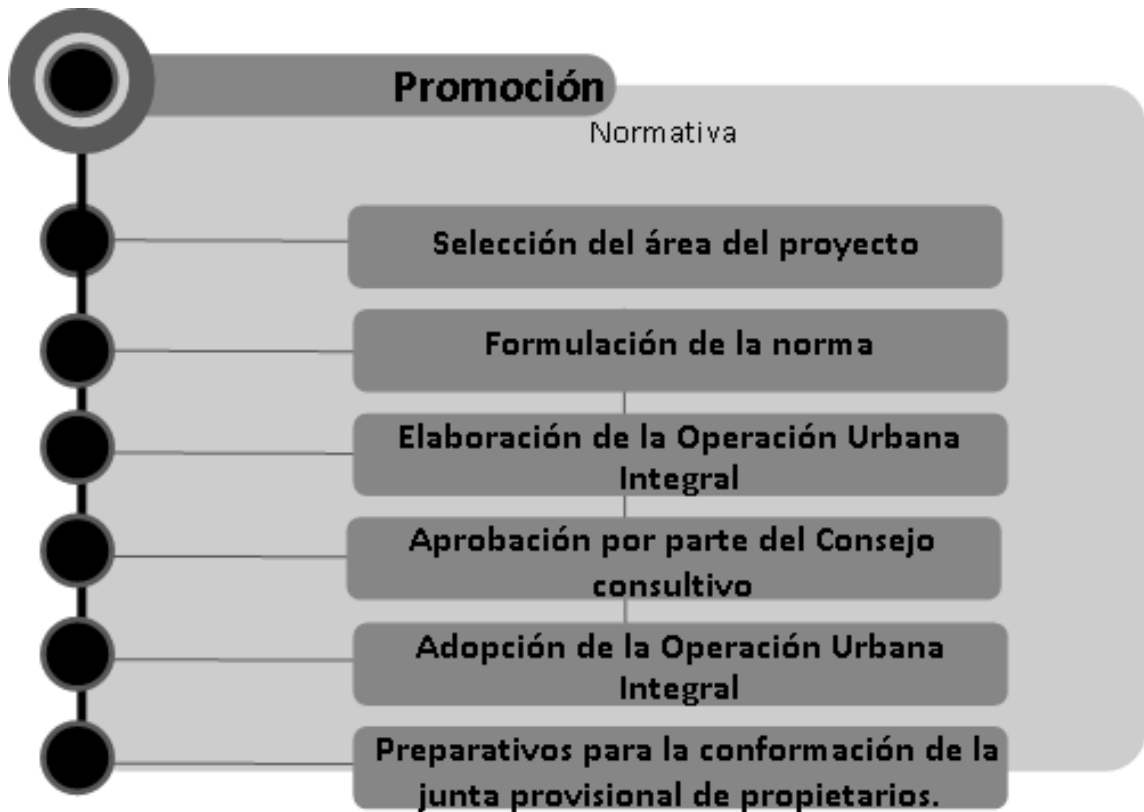 Promoción
Normativa
Selección del área del proyecto
Formulación de la norma
Elaboración de la Operación Urbana
Integral
Aprobación por parte del Consejo
consultivo
Adopción de la Operación Urbana
Integral
Preparativos para la conformación de la
junta provisional de propietarios.